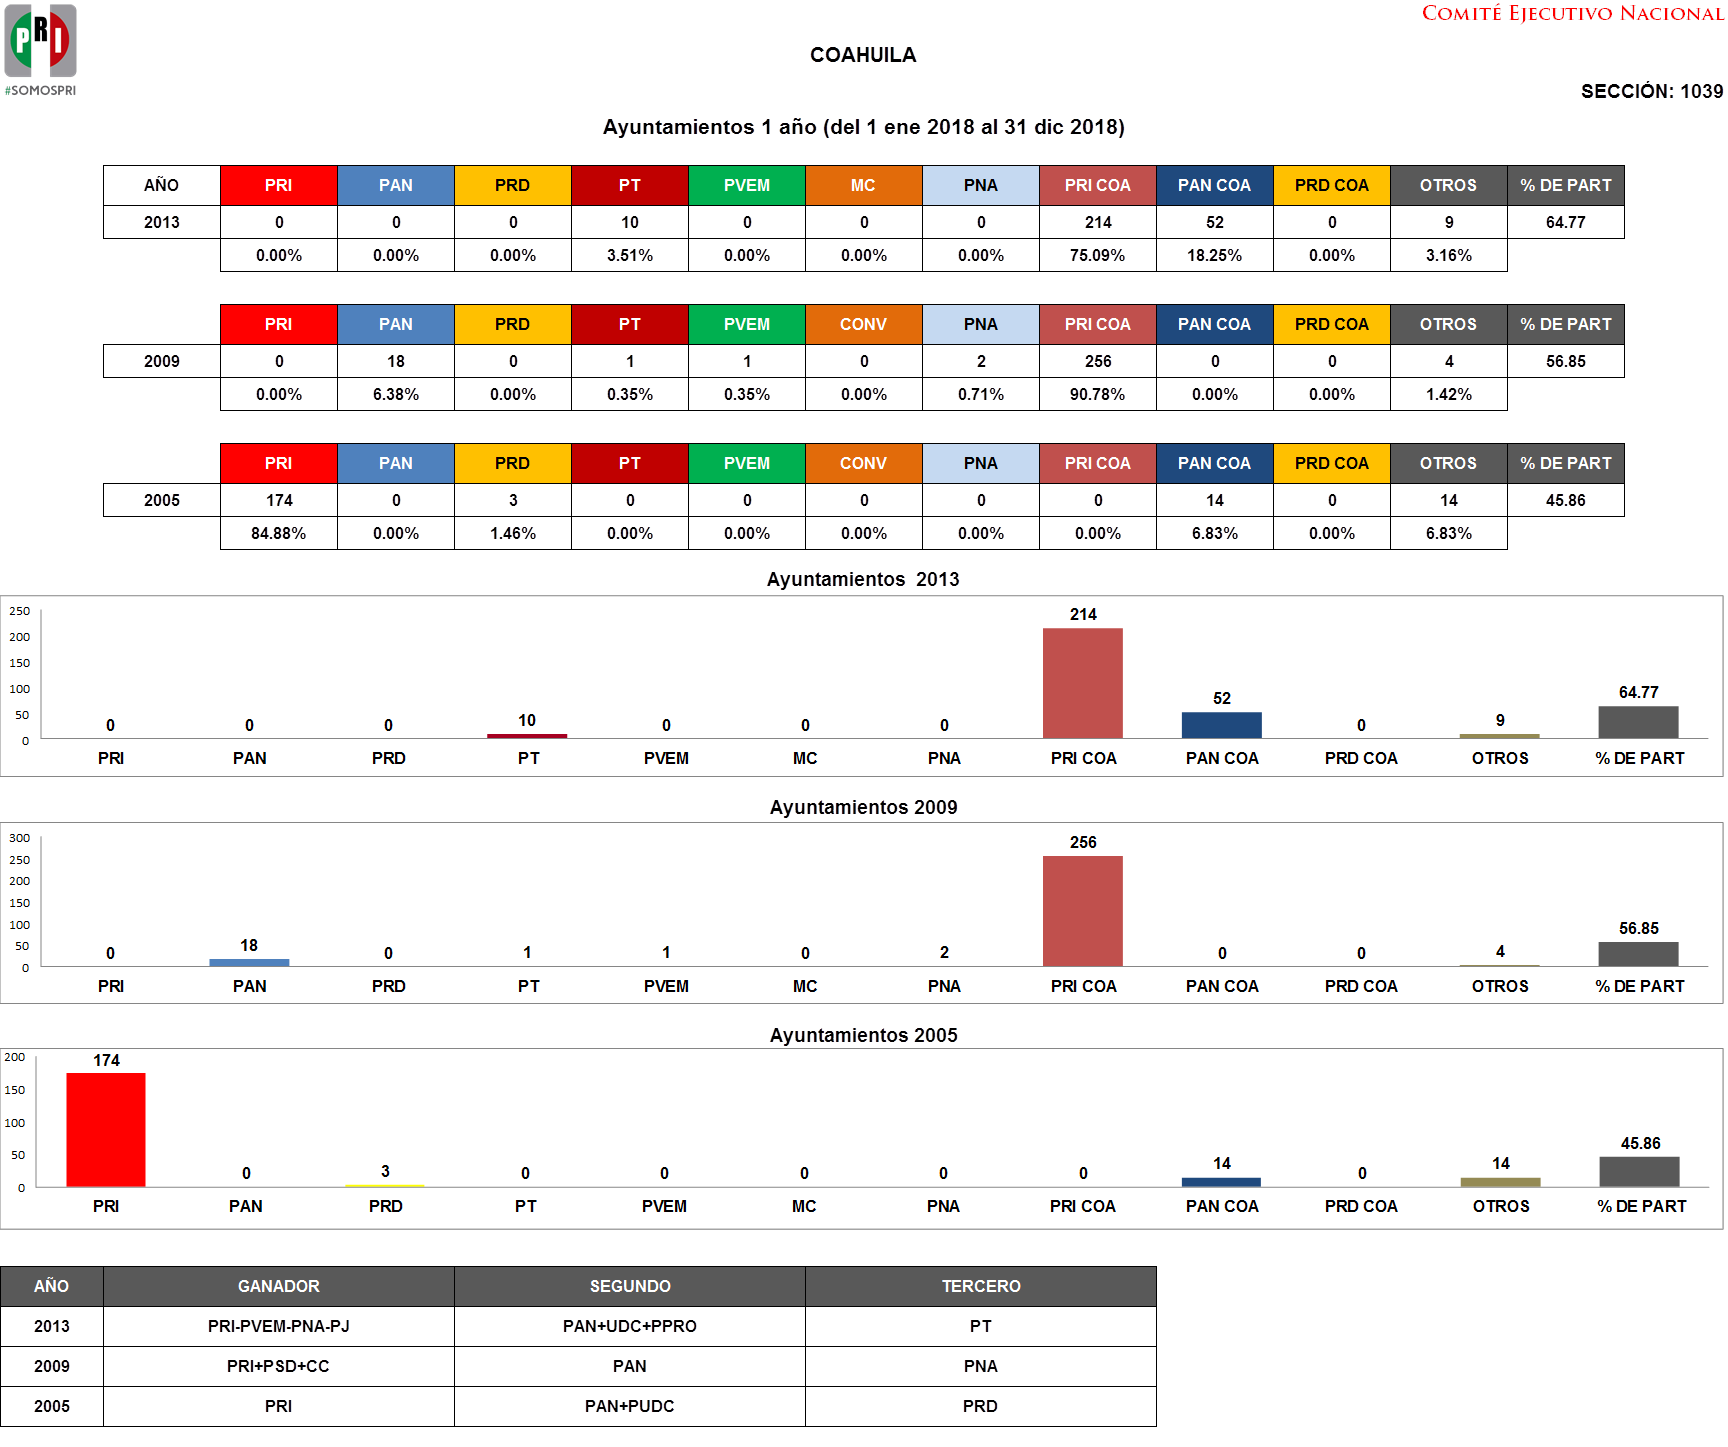 COMITÉ EJECUTIVO NACIONAL
PRI
#SOMOSPRI
COAHUILA
SECCIÓN: 1039
Ayuntamientos 1 año (del 1 ene 2018 al 31 dic 2018)
AÑO PRI PAN PRD PT PVEM MC PNA PRI COA PAN COA PRD COA OTROS % DE PART
2013 0 0 0 10 0 0 0 214 52 0 9 64.77
0.00% 0.00% 0.00% 3.51% 0.00% 0.00% 0.00% 75.09% 18.25% 0.00% 3.16%
PRI PAN PRD PT PVEM CONV PNA PRI COA PAN COA PRD COA OTROS % DE PART
2009 0 18 0 1 1 0 2 256 0 0 4 56.85
0.00% 6.38% 0.00% 0.35% 0.35% 0.00% 0.71% 90.78% 0.00% 0.00% 1.42%
PRI PAN PRD PT PVEM CONV PNA PRI COA PAN COA PRD COA OTROS % DE PART
2005 174 0 3 0 0 0 0 0 14 0 14 45.86
84.88% 0.00% 1.46% 0.00% 0.00% 0.00% 0.00% 0.00% 6.83% 0.00% 6.83%
Ayuntamientos 2013
250
200
150
100
50
0
0 0 0 10 0 0 0 214 52 0 9 64.77
PRI PAN PRD PT PVEM MC PNA PRI COA PAN COA PRD COA OTROS % DE PART
Ayuntamientos 2009
300
250
200
150
100
50
0
0 18 0 1 1 0 2 256 0 0 4 56.85
PRI PAN PRD PT PVEM MC PNA PRI COA PAN COA PRD COA OTROS % DE PART
Ayuntamientos 2005
200
150
100
50
0
174 0 3 0 0 0 0 0 14 0 14 45.86
PRI PAN PRD PT PVEM MC PNA PRI COA PAN COA PRD COA OTROS % DE PART
AÑO GANADOR SEGUNDO TERCERO
2013 PRI-PVEM-PNA-PJ PAN+UDC+PPRO PT
2009 PRI+PSD+CC PAN PNA
2005 PRI PAN+PUDC PRD